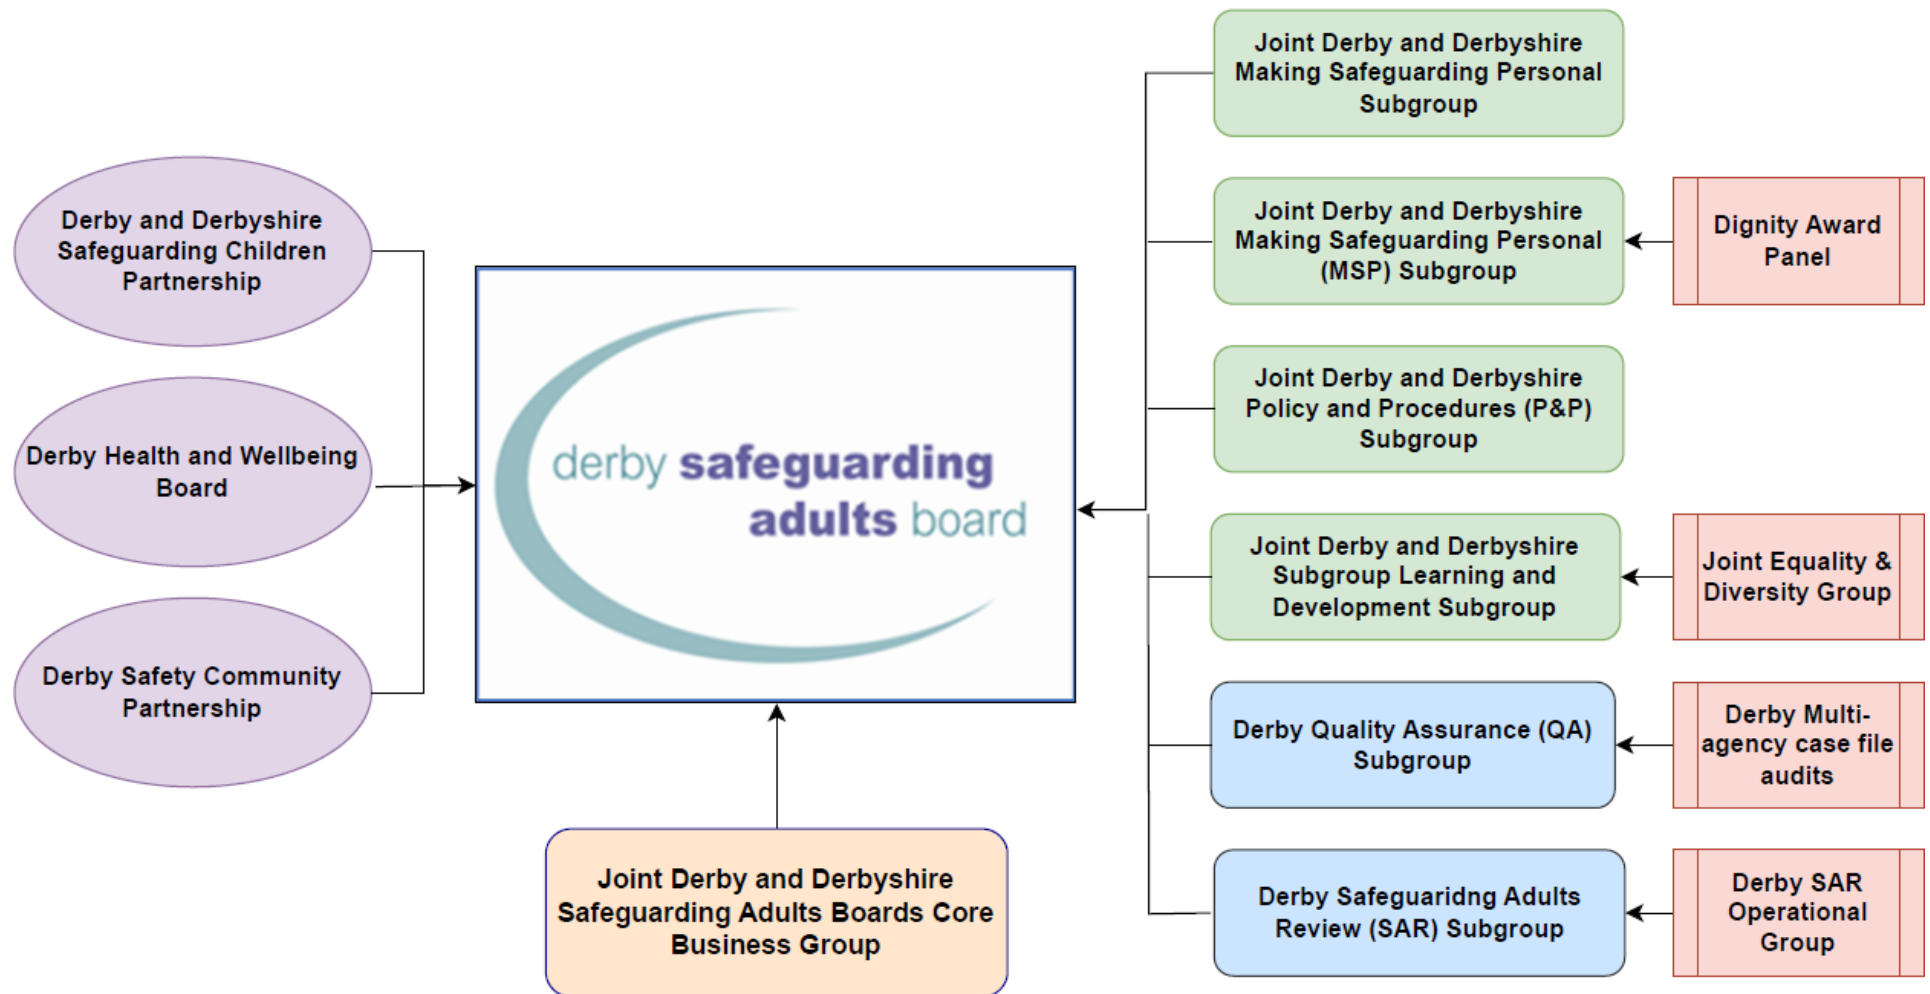 Derby and Derbyshire
Safeguarding Children
Partnership
Derby Health and Wellbeing
Board
Derby Safety Community
Partnership
derby safeguarding
adults board
Joint Derby and Derbyshire
Safeguarding Adults Boards Core
Business Group
Joint Derby and Derbyshire
Making Safeguarding Personal
Subgroup
Joint Derby and Derbyshire
Making Safeguarding Personal
(MSP) Subgroup
Dignity Award
Panel
Joint Derby and Derbyshire
Policy and Procedures (P&P)
Subgroup
Joint Derby and Derbyshire
Subgroup Learning and
Development Subgroup
Joint Equality &
Diversity Group
Derby Quality Assurance (QA)
Subgroup
Derby Multi-
agency case file
audits
Derby Safeguaridng Adults
Review (SAR) Subgroup
Derby SAR
Operational
Group